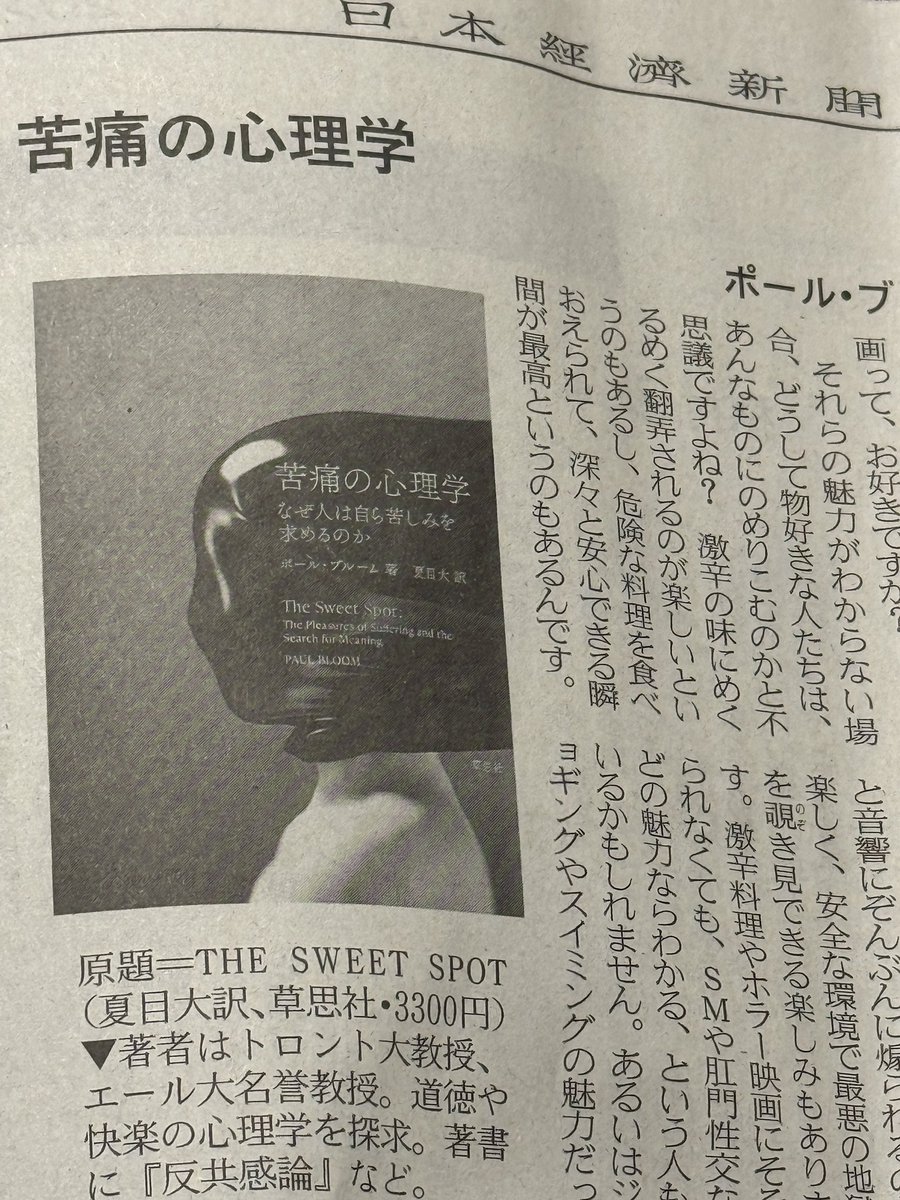 日本經濟新聞
苦痛の心理学
ポール・ブ
画って、お好きですか？
それらの魅力がわからない場
合、どうして物好きな人たちは、
あんなものにのめりこむのかと不
思議ですよね？　激辛の味にめく
るめく翻弄されるのが楽しいとい
うのもあるし、危険な料理を食べ
おえられて、深々と安心できる瞬
間が最高というのもあるんです。
と音響にぞんぶんに煽られるの
楽しく、安全な環境で最悪の地
を覗き見できる楽しみもあり
のぞ
す。激辛料理やホラー映画にそ
られなくても、SMや肛門性交な
どの魅力ならわかる、という人も
いるかもしれません。あるいはジ
ョギングやスイミングの魅力だっ
苦痛の心理学
なぜ人は自ら苦しみを
求めるのか
ポール・ブルーム 著　夏目大 訳
The Sweet Spot:
The Pleasures of Suffering and the
Search for Meaning
PAUL BLOOM
草思社
原題＝THE SWEET SPOT
(夏目大訳、草思社・3300円)
▼著者はトロント大教授、
エール大名誉教授。道徳や
快楽の心理学を探求。著書
に『反共感論』など。